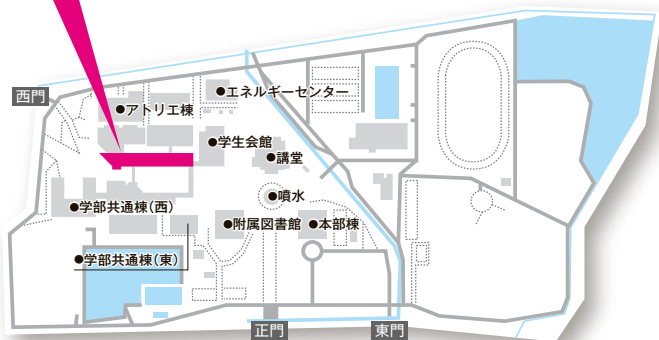 西門
●エネルギーセンター
●アトリエ棟
●学生会館
●講堂
●噴水
●学部共通棟(西)
●附属図書館
●本部棟
●学部共通棟(東)
正門
東門